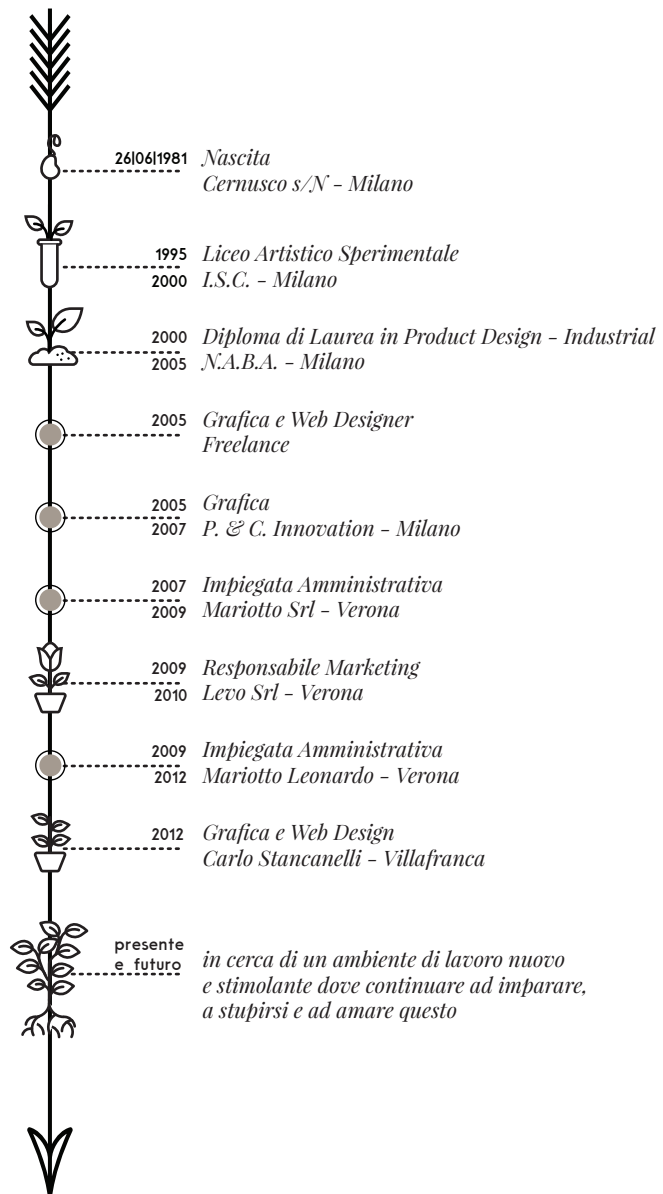 26|06|1981 Nascita
Cernusco s/N - Milano
1995 Liceo Artistico Sperimentale
2000 I.S.C. - Milano
2000 Diploma di Laurea in Product Design - Industrial
2005 N.A.B.A. - Milano
2005 Grafica e Web Designer
Freelance
2005 Grafica
2007 P. & C. Innovation - Milano
2007 Impiegata Amministrativa
2009 Mariotto Srl - Verona
2009 Responsabile Marketing
2010 Levo Srl - Verona
2009 Impiegata Amministrativa
2012 Mariotto Leonardo - Verona
2012 Grafica e Web Design
Carlo Stancanelli - Villafranca
presente
e futuro
in cerca di un ambiente di lavoro nuovo
e stimolante dove continuare ad imparare,
a stupirsi e ad amare questo